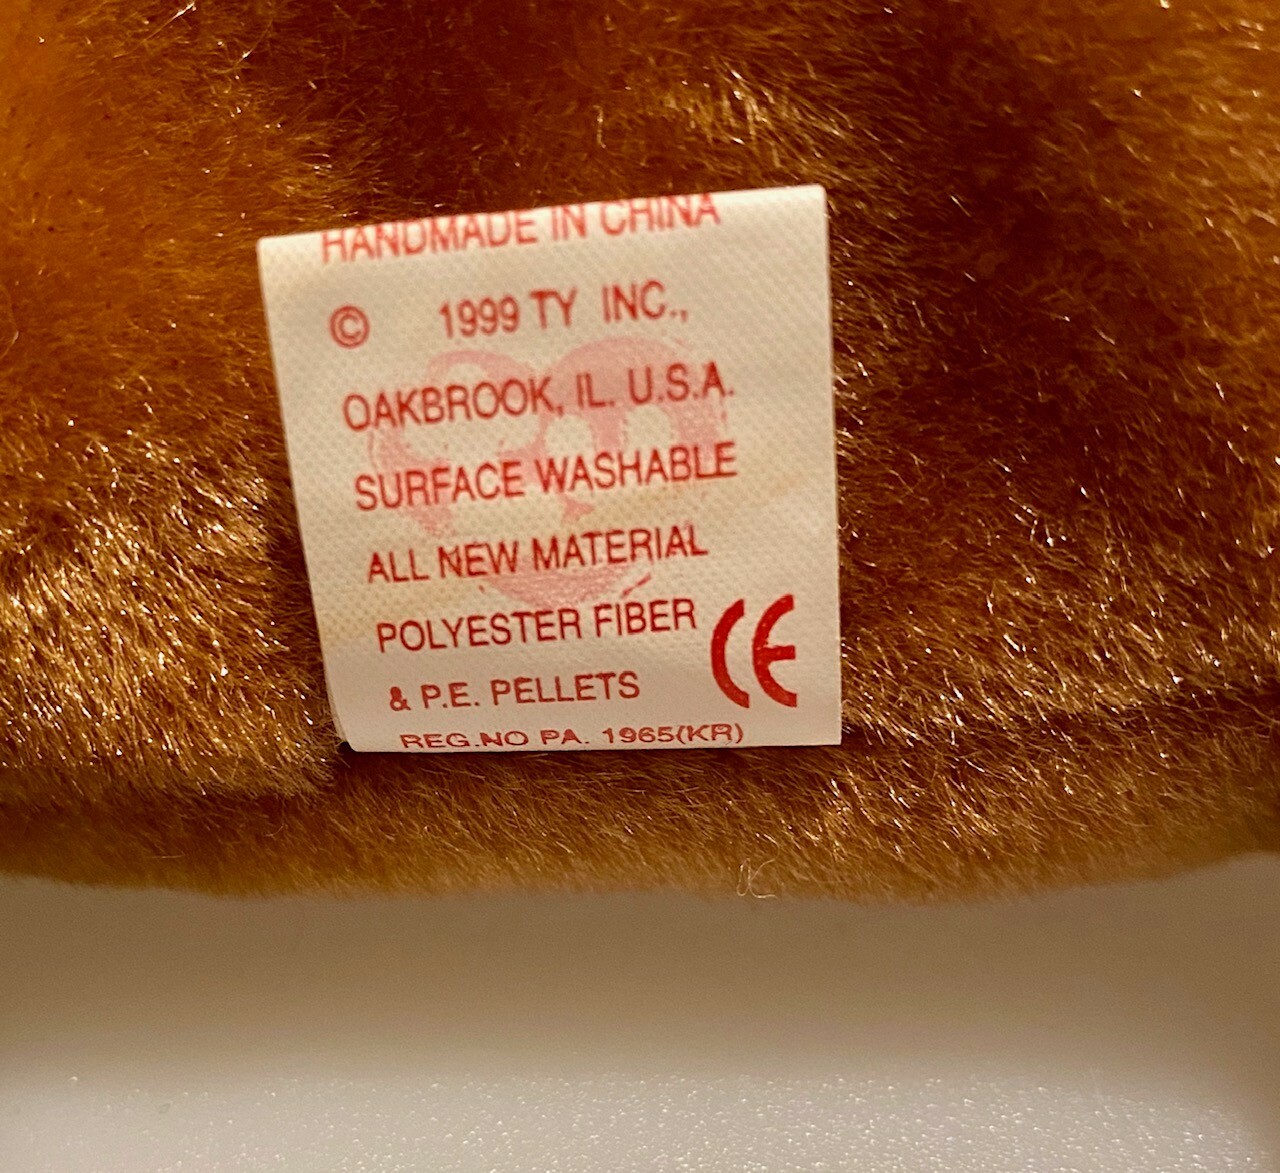 HANDMADE IN CHINA
© 1999 TY INC.,
OAKBROOK, IL. U.S.A.
SURFACE WASHABLE
ALL NEW MATERIAL
POLYESTER FIBER
& P.E. PELLETS
CE
REG.NO PA. 1965(KR)